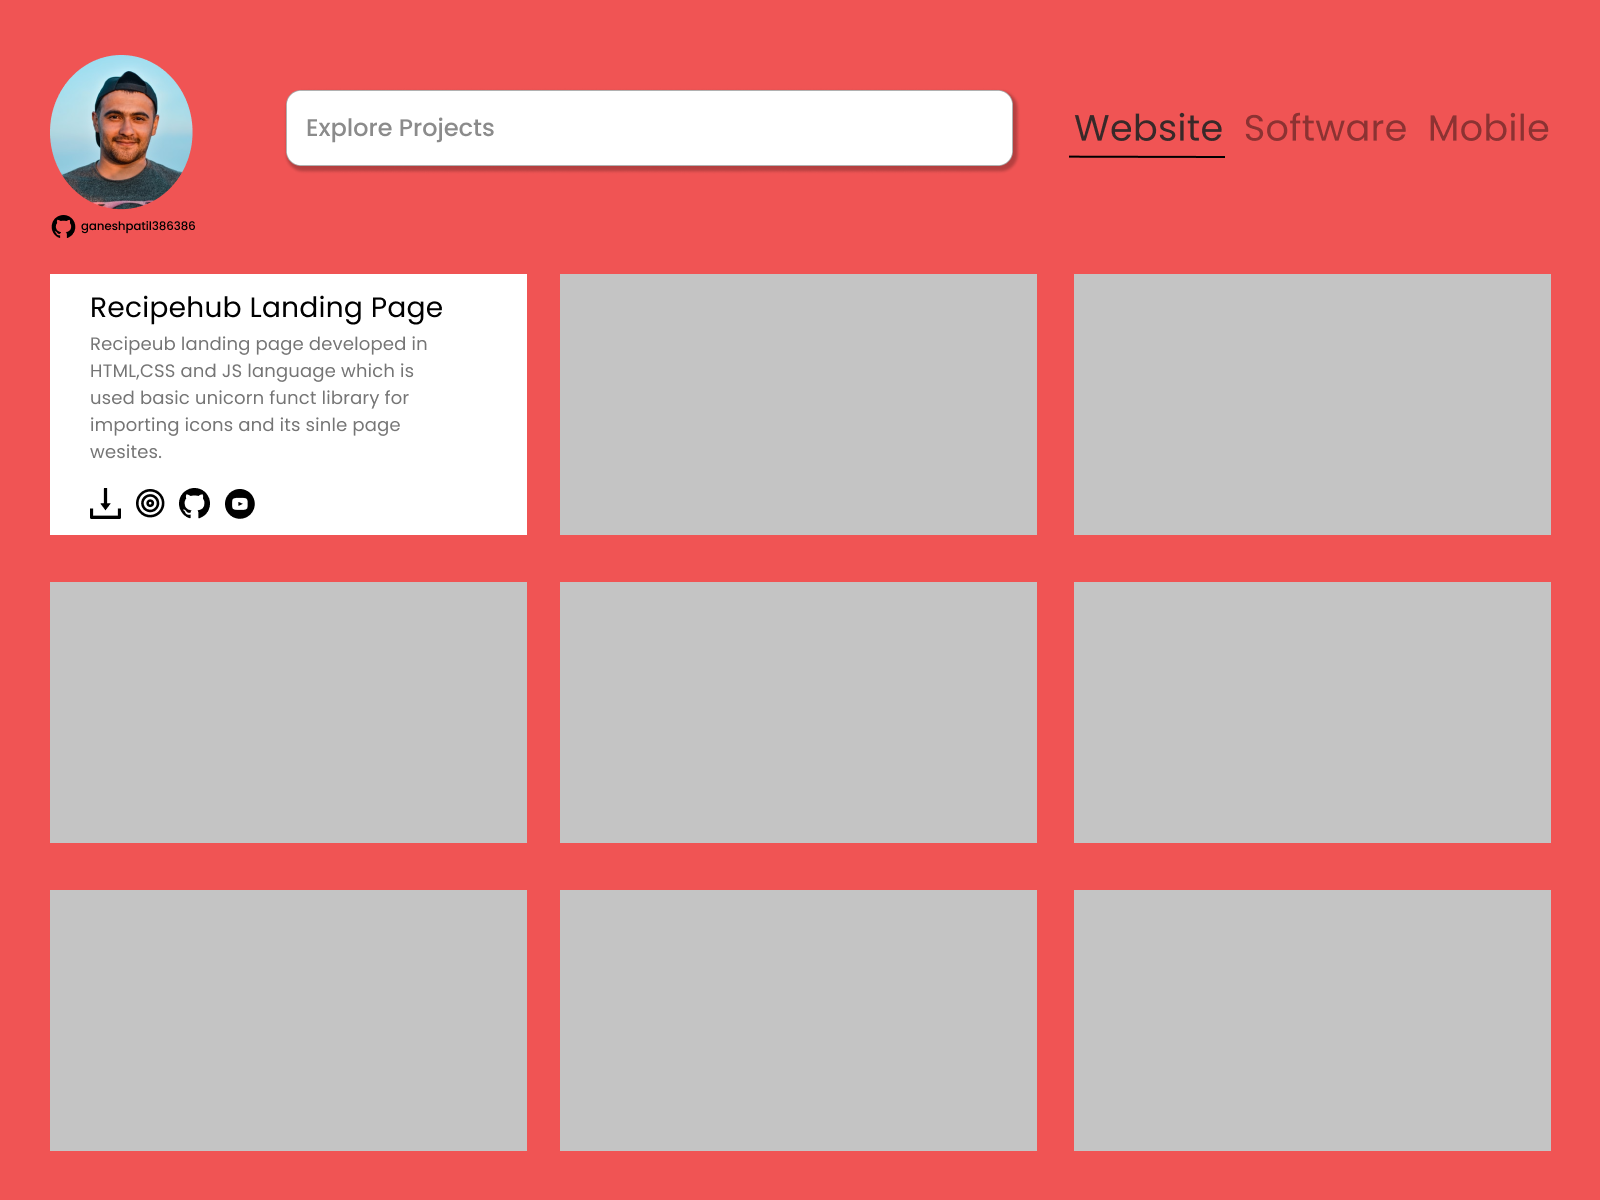 Explore Projects
Website Software Mobile
ganeshpatil386386
Recipehub Landing Page
Recipeub landing page developed in
HTML,CSS and JS language which is
used basic unicorn funct library for
importing icons and its sinle page
wesites.